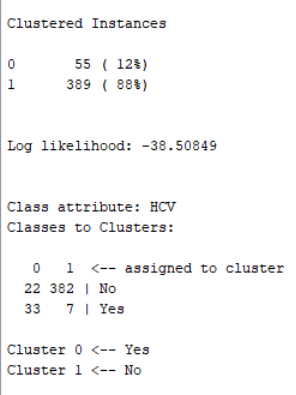 Clustered Instances
0 55 ( 12%)
1 389 ( 88%)
Log likelihood: -38.50849
Class attribute: HCV
Classes to Clusters:
0 1 <-- assigned to cluster
22 382 | No
33 7 | Yes
Cluster 0 <-- Yes
Cluster 1 <-- No